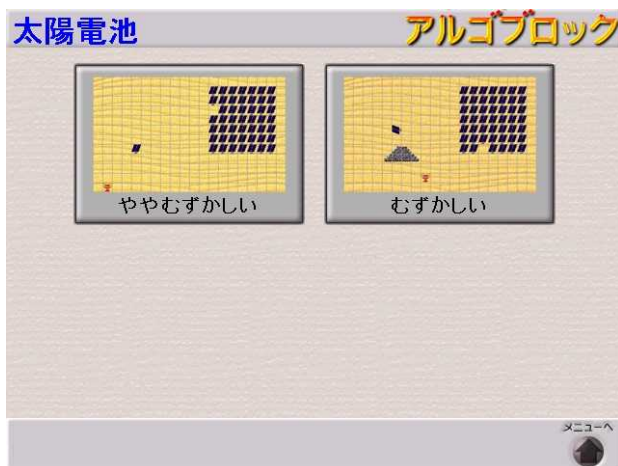 太陽電池
アルゴブロック
ややむずかしい
むずかしい
メニューへ